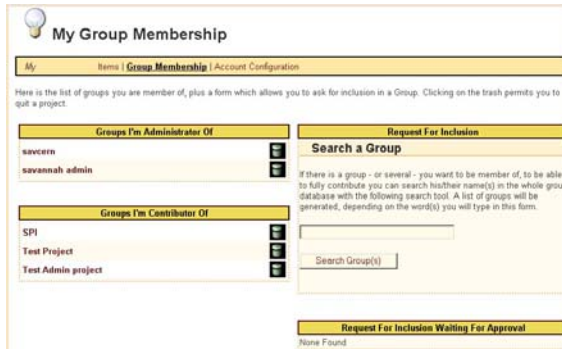 My Group Membership
My Items | Group Membership | Account Configuration
Here is the list of groups you are member of, plus a form which allows you to ask for inclusion in a Group. Clicking on the trash permits you to
quit a project.
Groups I'm Administrator Of
savcern
savannah admin
Groups I'm Contributor Of
SPI
Test Project
Test Admin project
Request For Inclusion
Search a Group
If there is a group - or several - you want to be member of, to be able
to fully contribute you can search his/their name(s) in the whole grou
database with the following search tool. A list of groups will be
generated, depending on the word(s) you will type in this form.
Search Group(s)
Request For Inclusion Waiting For Approval
None Found